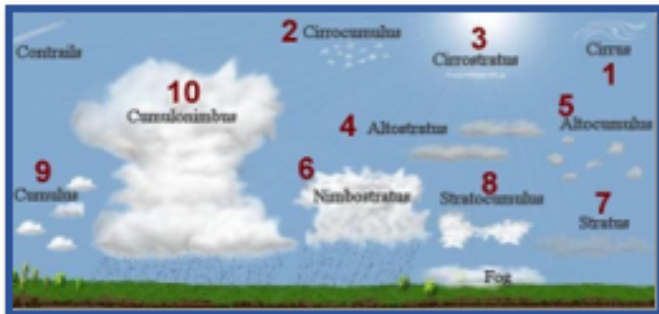 Contrails
2 Cirrocumulus
3
Cirrostratus
Cirrus
1
10
Cumulonimbus
4 Altostratus
5
Altocumulus
9
Cumulus
6
Nimbostratus
8
Stratocumulus
7
Stratus
Fog